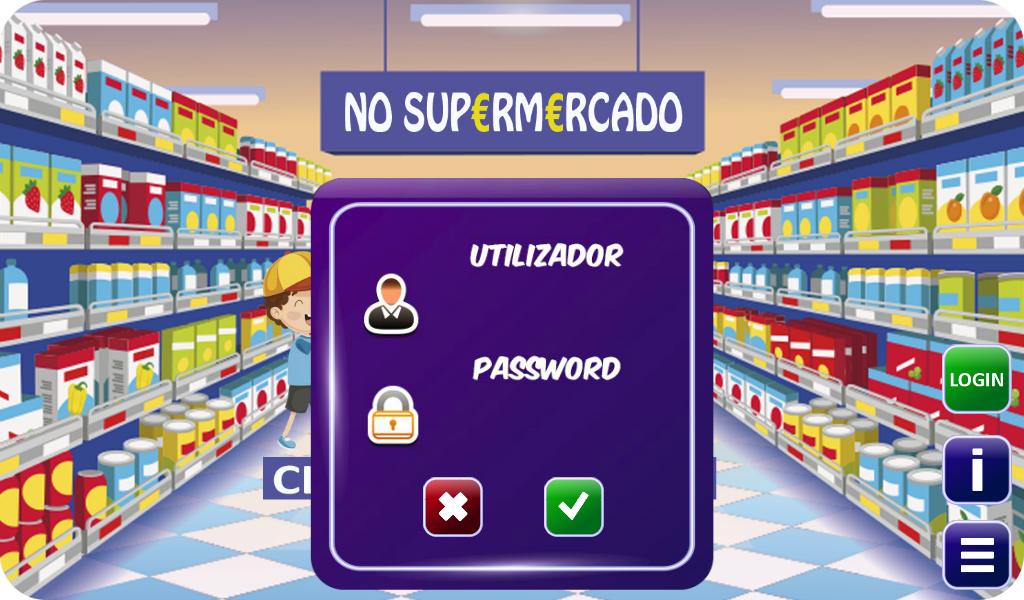 NO SUP€RM€RCADO
UTILIZADOR
PASSWORD
LOGIN
i